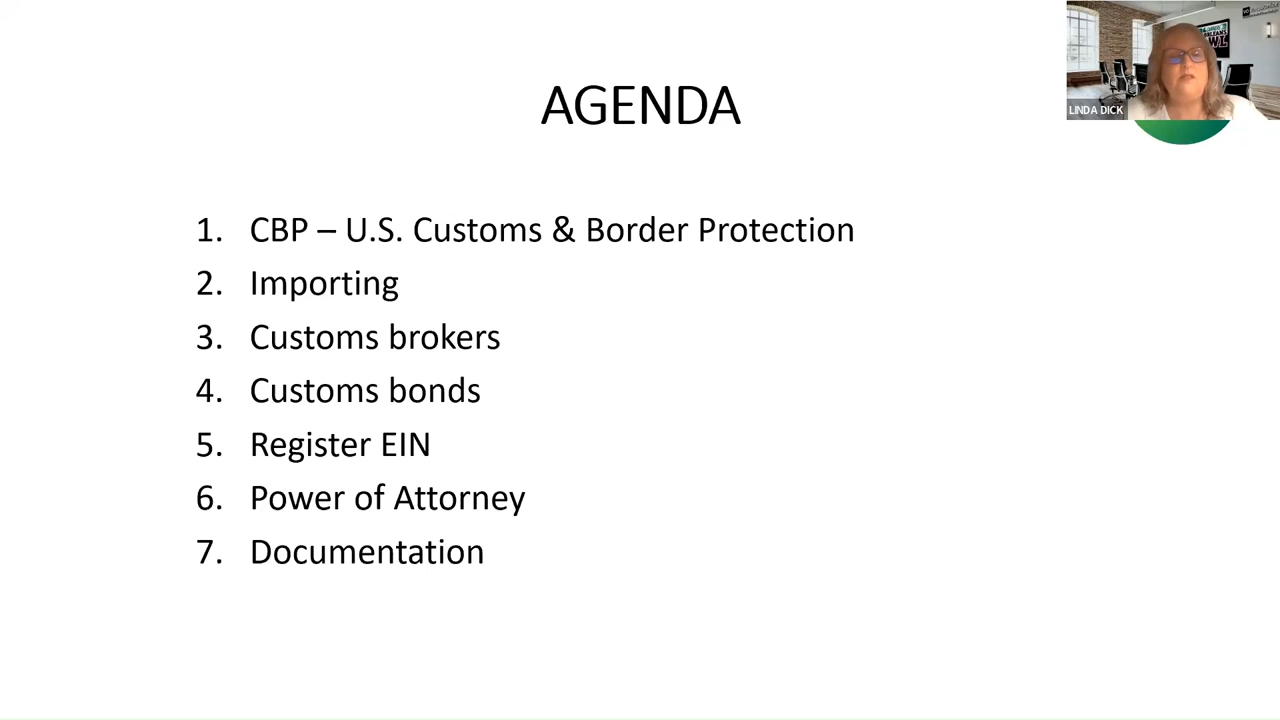 AGENDA
1. CBP – U.S. Customs & Border Protection
2. Importing
3. Customs brokers
4. Customs bonds
5. Register EIN
6. Power of Attorney
7. Documentation
LINDA DICK